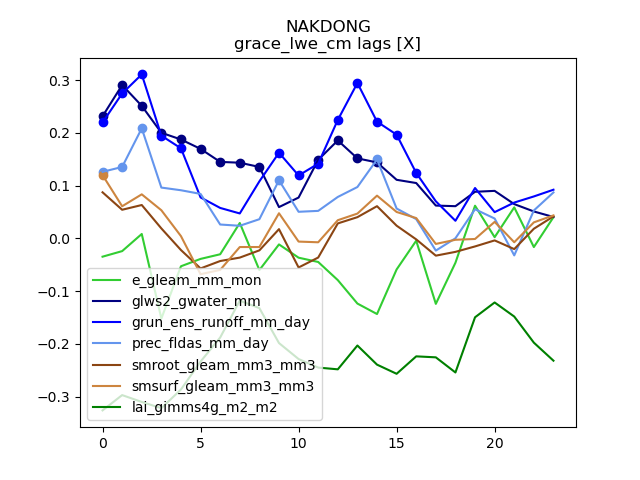 NAKDONG
grace_lwe_cm lags [X]
0.3
0.2
0.1
0.0
−0.1
−0.2
−0.3
e_gleam_mm_mon
glws2_gwater_mm
grun_ens_runoff_mm_day
prec_fldas_mm_day
smroot_gleam_mm3_mm3
smsurf_gleam_mm3_mm3
lai_gimms4g_m2_m2
0 5 10 15 20